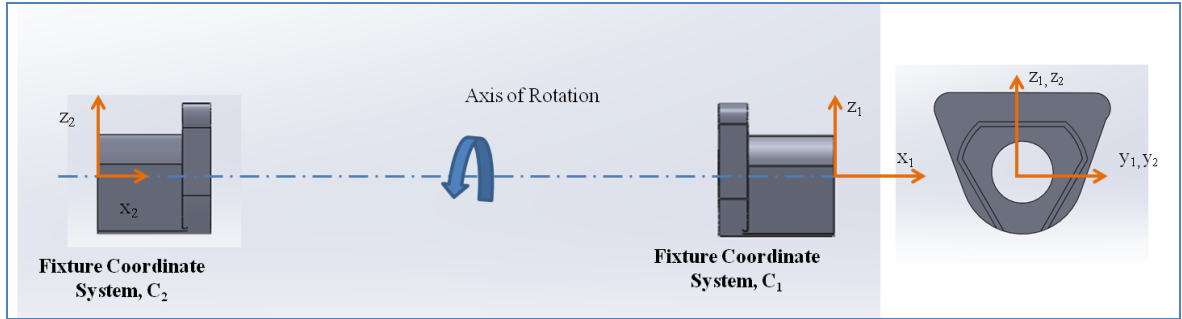 Axis of Rotation
z₂
x₂
Fixture Coordinate
System, C₂
z₁
x₁
Fixture Coordinate
System, C₁
z₁, z₂
y₁, y₂